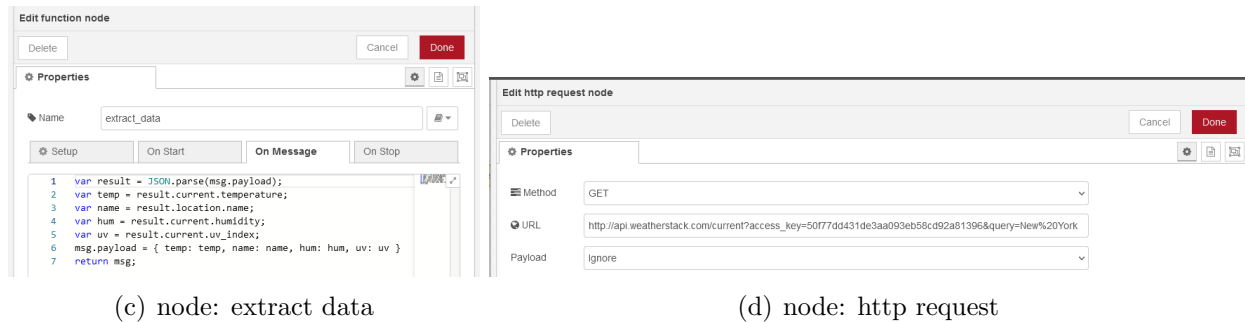 Edit function node
Delete
Cancel
Done
Properties
Name
extract_data
Setup
On Start
On Message
On Stop
1 var result = JSON.parse(msg.payload);
2 var temp = result.current.temperature;
3 var name = result.location.name;
4 var hum = result.current.humidity;
5 var uv = result.current.uv_index;
6 msg.payload = { temp: temp, name: name, hum: hum, uv: uv }
7 return msg;
(c) node: extract data
Edit http request node
Delete
Cancel
Done
Properties
Method
GET
URL
http://api.weatherstack.com/current?access_key=50f77dd431de3aa093eb58cd92a81396&query=New%20York
Payload
Ignore
(d) node: http request